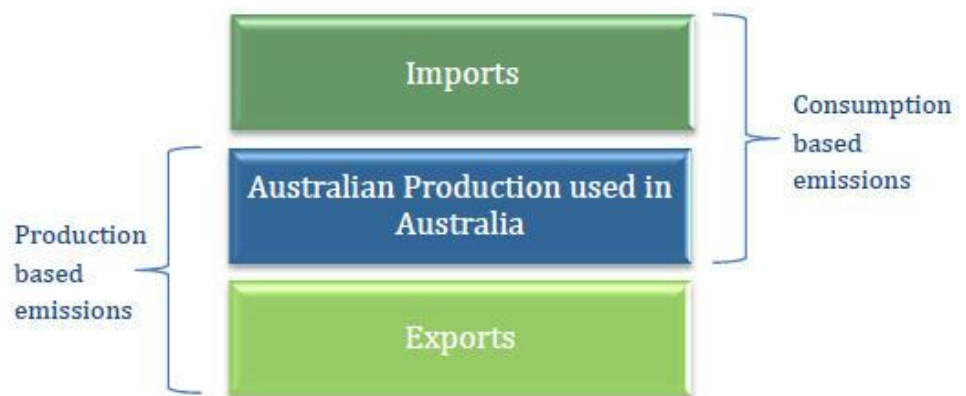 Imports
Consumption
based
emissions
Australian Production used in
Australia
Production
based
emissions
Exports